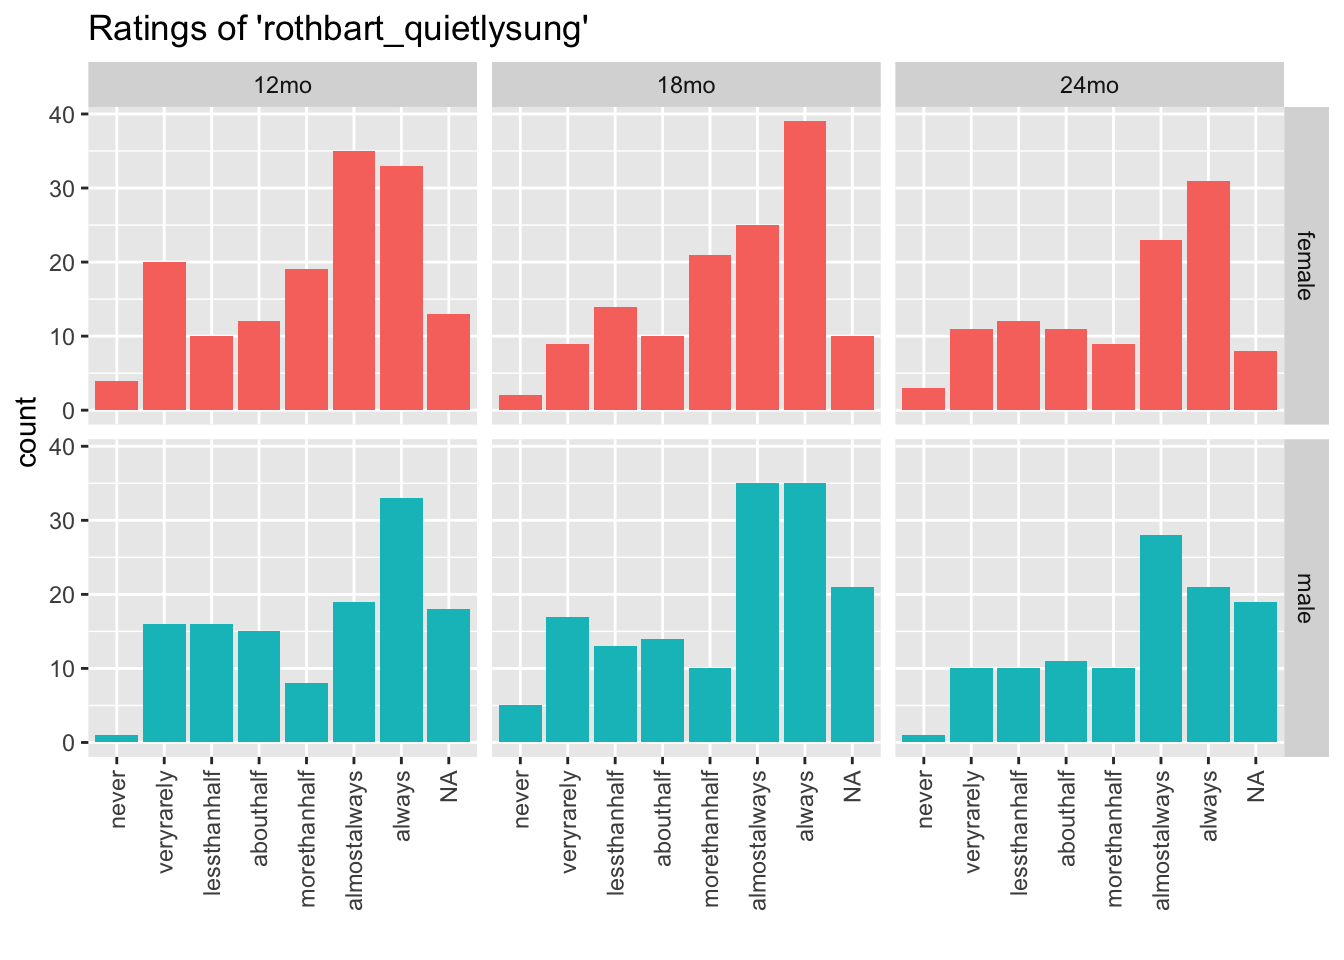 Ratings of 'rothbart_quietlysung'
12mo 18mo 24mo
40
30
20
10
0
female
count
40
30
20
10
0
male
never veryrarely lessthanhalf abouthalf morethanhalf almostalways always NA never veryrarely lessthanhalf abouthalf morethanhalf almostalways always NA never veryrarely lessthanhalf abouthalf morethanhalf almostalways always NA